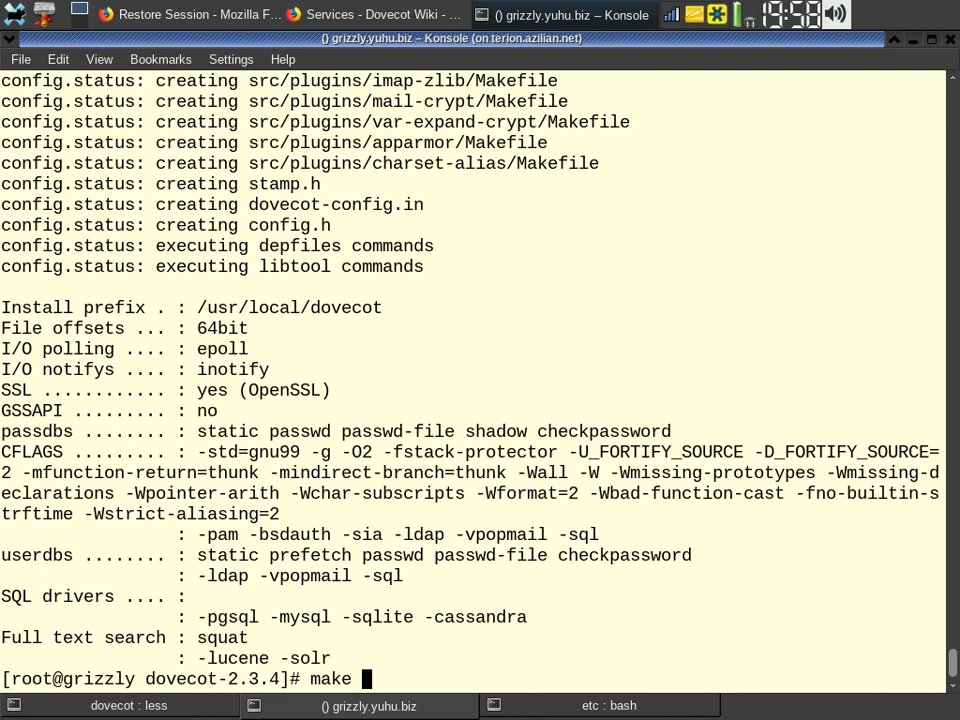 Restore Session - Mozilla F...
Services - Dovecot Wiki - ...
() grizzly.yuhu.biz – Konsole
19:58
() grizzly.yuhu.biz – Konsole (on terion.azilian.net)
File Edit View Bookmarks Settings Help
config.status: creating src/plugins/imap-zlib/Makefile
config.status: creating src/plugins/mail-crypt/Makefile
config.status: creating src/plugins/var-expand-crypt/Makefile
config.status: creating src/plugins/apparmor/Makefile
config.status: creating src/plugins/charset-alias/Makefile
config.status: creating stamp.h
config.status: creating dovecot-config.in
config.status: creating config.h
config.status: executing depfiles commands
config.status: executing libtool commands
Install prefix . : /usr/local/dovecot
File offsets ... : 64bit
I/O polling .... : epoll
I/O notifys .... : inotify
SSL ............ : yes (OpenSSL)
GSSAPI ......... : no
passdbs ........ : static passwd passwd-file shadow checkpassword
CFLAGS ......... : -std=gnu99 -g -O2 -fstack-protector -U_FORTIFY_SOURCE -D_FORTIFY_SOURCE=
2 -mfunction-return=thunk -mindirect-branch=thunk -Wall -W -Wmissing-prototypes -Wmissing-d
eclarations -Wpointer-arith -Wchar-subscripts -Wformat=2 -Wbad-function-cast -fno-builtin-s
trftime -Wstrict-aliasing=2
: -pam -bsdauth -sia -ldap -vpopmail -sql
userdbs ........ : static prefetch passwd passwd-file checkpassword
: -ldap -vpopmail -sql
SQL drivers .... :
: -pgsql -mysql -sqlite -cassandra
Full text search : squat
: -lucene -solr
[root@grizzly dovecot-2.3.4]# make
dovecot : less
() grizzly.yuhu.biz
etc : bash